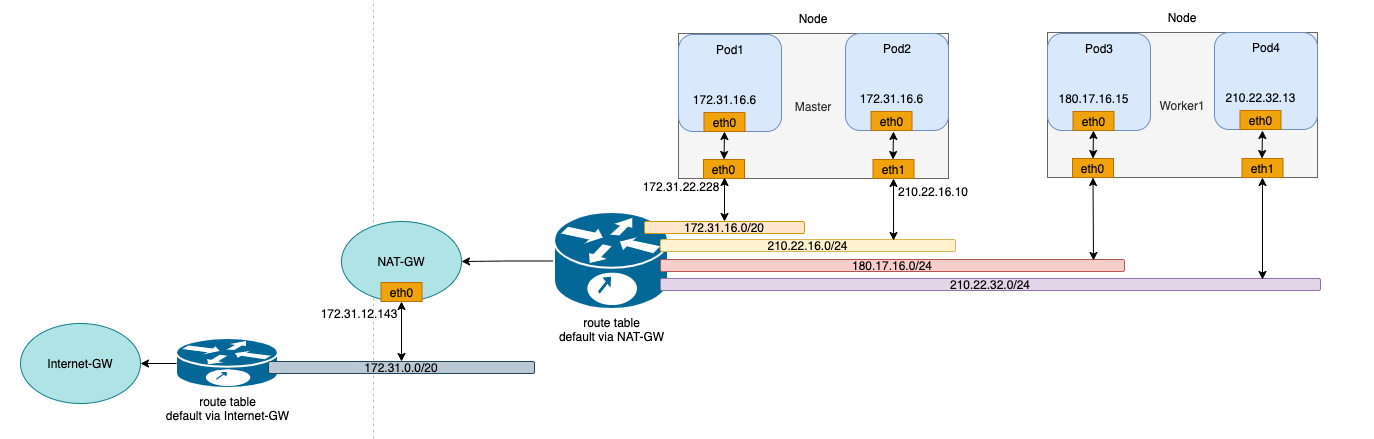 Node
Node
Pod1
Pod2
Pod3
Pod4
172.31.16.6
172.31.16.6
180.17.16.15
210.22.32.13
Master
Worker1
eth0
eth0
eth0
eth0
eth0
eth1
eth0
eth1
172.31.22.228
210.22.16.10
172.31.16.0/20
210.22.16.0/24
180.17.16.0/24
210.22.32.0/24
NAT-GW
eth0
172.31.12.143
route table
default via NAT-GW
Internet-GW
172.31.0.0/20
route table
default via Internet-GW